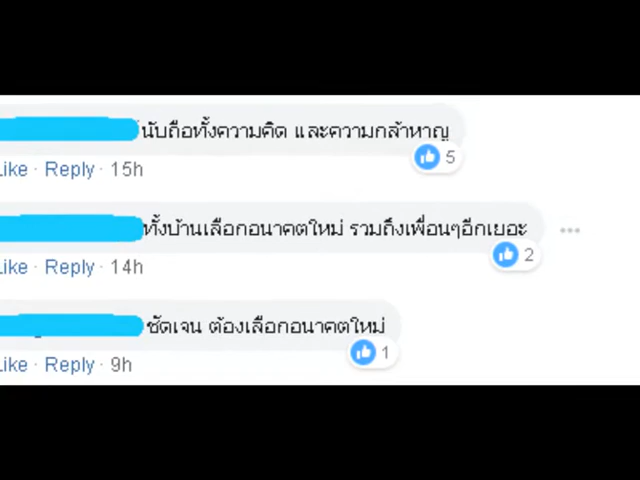 นับถือทั้งความคิด และความกล้าหาญ
5
Like · Reply · 15h
ทั้งบ้านเลือกอนาคตใหม่ รวมถึงเพื่อนๆอีกเยอะ
2
Like · Reply · 14h
ชัดเจน ต้องเลือกอนาคตใหม่
1
Like · Reply · 9h